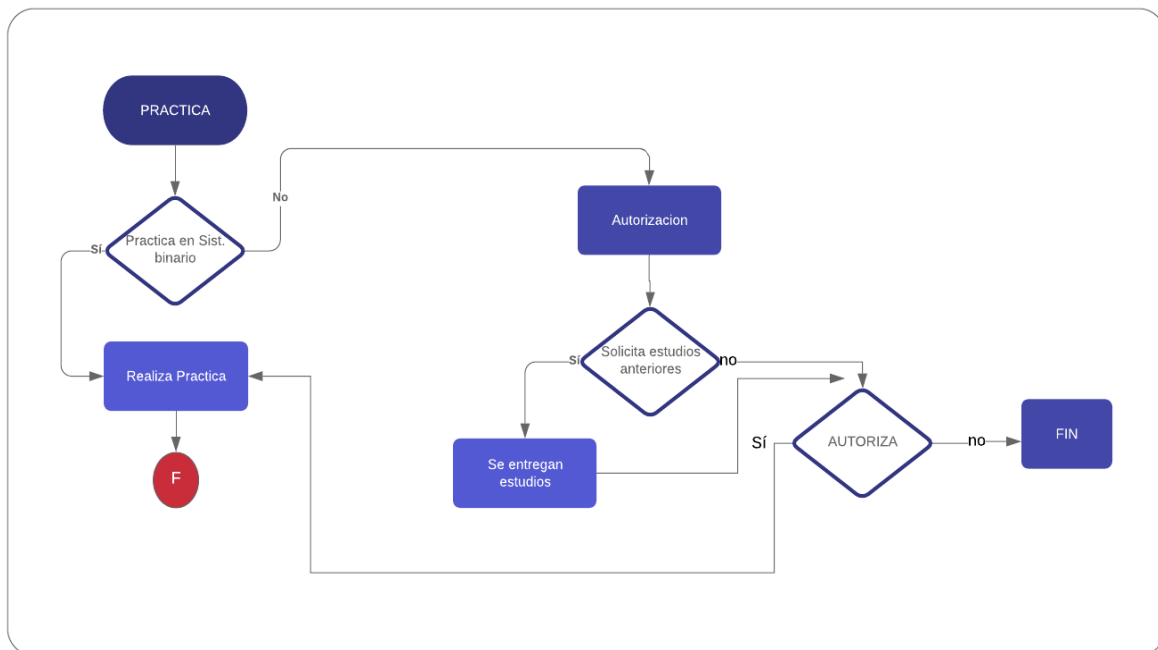 PRACTICA
No
Autorizacion
Sí
Practica en Sist.
binario
Realiza Practica
F
Solicita estudios
anteriores
Sí
no
Se entregan
estudios
Sí
AUTORIZA
no
FIN